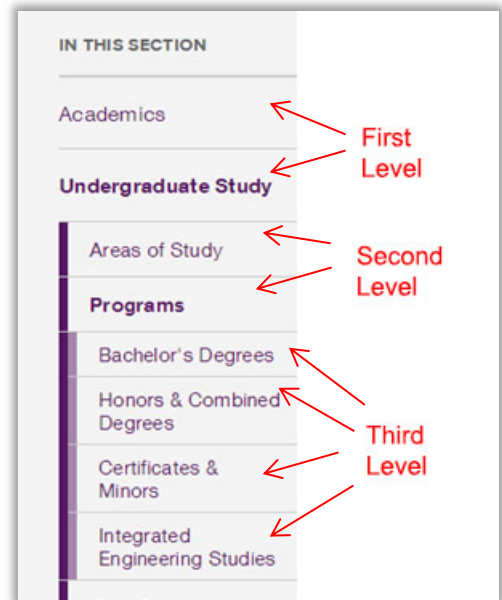 IN THIS SECTION
Academics
First
Level
Undergraduate Study
Areas of Study
Second
Level
Programs
Bachelor's Degrees
Honors & Combined
Degrees
Third
Level
Certificates &
Minors
Integrated
Engineering Studies